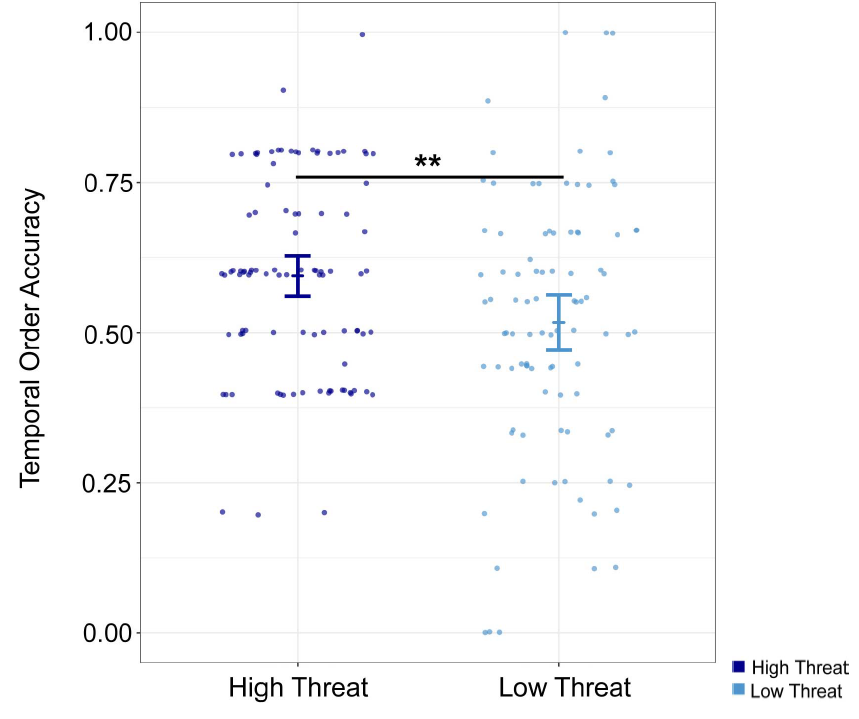 1.00
**
0.75
Temporal Order Accuracy
0.50
0.25
0.00
High Threat Low Threat
High Threat
Low Threat